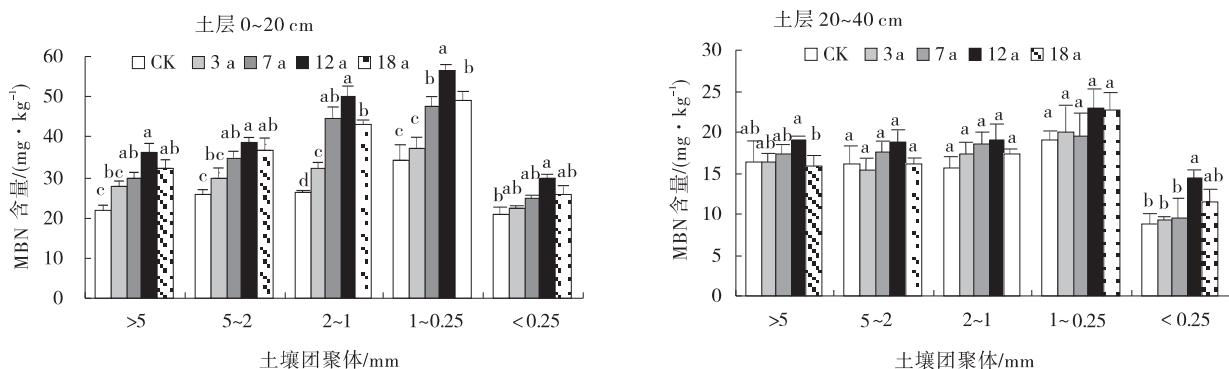 土层 0~20 cm
CK 3 a 7 a 12 a 18 a
MBN 含量/(mg·kg⁻¹)
60
50
40
30
20
10
0
c bc ab a ab
c bc ab a ab
d c ab a b
c c b a b
b ab ab a ab
>5 5~2 2~1 1~0.25 <0.25
土壤团聚体/mm
土层 20~40 cm
CK 3 a 7 a 12 a 18 a
MBN 含量/(mg·kg⁻¹)
30
25
20
15
10
5
0
ab ab ab a b
a a a a a
a a a a a
a a a a a
b b b a ab
>5 5~2 2~1 1~0.25 <0.25
土壤团聚体/mm